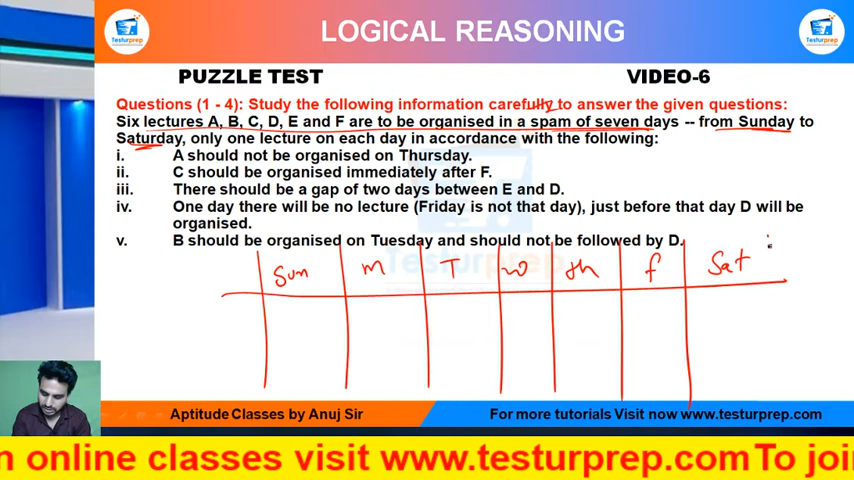 LOGICAL REASONING
Testurprep
Testurprep
PUZZLE TEST VIDEO-6
Questions (1 - 4): Study the following information carefully to answer the given questions:
Six lectures A, B, C, D, E and F are to be organised in a spam of seven days -- from Sunday to
Saturday, only one lecture on each day in accordance with the following:
i. A should not be organised on Thursday.
ii. C should be organised immediately after F.
iii. There should be a gap of two days between E and D.
iv. One day there will be no lecture (Friday is not that day), just before that day D will be
organised.
v. B should be organised on Tuesday and should not be followed by D.
Sun m T w th f Sat
Testurprep
Aptitude Classes by Anuj Sir For more tutorials Visit now www.testurprep.com
n online classes visit www.testurprep.com To join